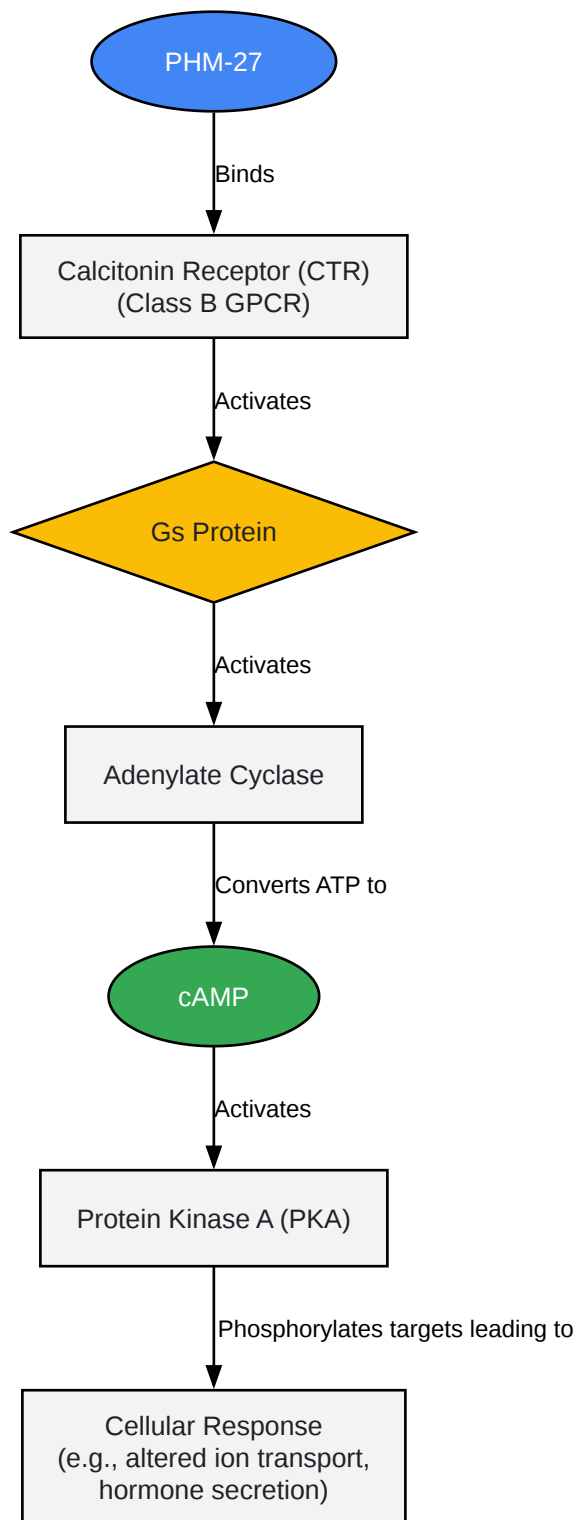 PHM-27
Binds
Calcitonin Receptor (CTR)
(Class B GPCR)
Activates
Gs Protein
Activates
Adenylate Cyclase
Converts ATP to
cAMP
Activates
Protein Kinase A (PKA)
Phosphorylates targets leading to
Cellular Response
(e.g., altered ion transport,
hormone secretion)